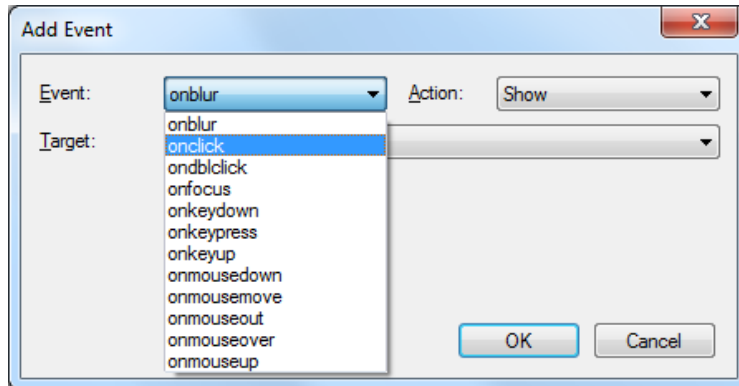 Add Event
Event: onblur Action: Show
onblur
Target: onclick
ondblclick
onfocus
onkeydown
onkeypress
onkeyup
onmousedown
onmousemove
onmouseout
onmouseover
onmouseup
OK Cancel